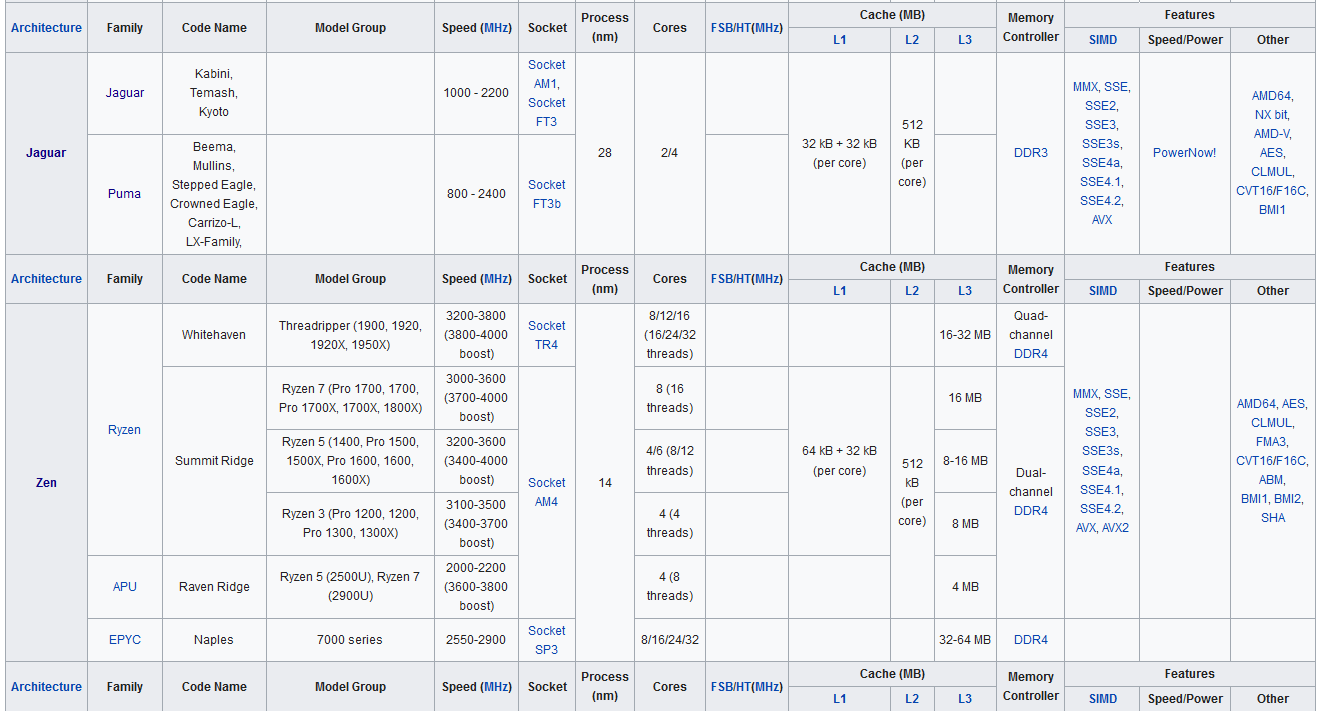 Architecture Family Code Name Model Group Speed (MHz) Socket Process (nm) Cores FSB/HT(MHz) Cache (MB) Memory Controller Features
L1 L2 L3 SIMD Speed/Power Other
Jaguar
Jaguar
Kabini,
Temash,
Kyoto
1000 - 2200
Socket
AM1,
Socket
FT3
28
2/4
32 kB + 32 kB
(per core)
512
KB
(per
core)
DDR3
MMX, SSE,
SSE2,
SSE3,
SSE3s,
SSE4a,
SSE4.1,
SSE4.2,
AVX
PowerNow!
AMD64,
NX bit,
AMD-V,
AES,
CLMUL,
CVT16/F16C,
BMI1
Puma
Beema,
Mullins,
Stepped Eagle,
Crowned Eagle,
Carrizo-L,
LX-Family,
800 - 2400
Socket
FT3b
Architecture Family Code Name Model Group Speed (MHz) Socket Process (nm) Cores FSB/HT(MHz) Cache (MB) Memory Controller Features
L1 L2 L3 SIMD Speed/Power Other
Zen
Ryzen
Whitehaven
Threadripper (1900, 1920,
1920X, 1950X)
3200-3800
(3800-4000
boost)
Socket
TR4
14
8/12/16
(16/24/32
threads)
16-32 MB
Quad-
channel
DDR4
MMX, SSE,
SSE2,
SSE3,
SSE3s,
SSE4a,
SSE4.1,
SSE4.2,
AVX, AVX2
AMD64, AES,
CLMUL,
FMA3,
CVT16/F16C,
ABM,
BMI1, BMI2,
SHA
Summit Ridge
Ryzen 7 (Pro 1700, 1700,
Pro 1700X, 1700X, 1800X)
3000-3600
(3700-4000
boost)
Socket
AM4
8 (16
threads)
64 kB + 32 kB
(per core)
512
kB
(per
core)
16 MB
Dual-
channel
DDR4
Ryzen 5 (1400, Pro 1500,
1500X, Pro 1600, 1600,
1600X)
3200-3600
(3400-4000
boost)
4/6 (8/12
threads)
8-16 MB
Ryzen 3 (Pro 1200, 1200,
Pro 1300, 1300X)
3100-3500
(3400-3700
boost)
4 (4
threads)
8 MB
APU
Raven Ridge
Ryzen 5 (2500U), Ryzen 7
(2900U)
2000-2200
(3600-3800
boost)
4 (8
threads)
4 MB
EPYC
Naples
7000 series
2550-2900
Socket
SP3
8/16/24/32
32-64 MB
DDR4
Architecture Family Code Name Model Group Speed (MHz) Socket Process (nm) Cores FSB/HT(MHz) Cache (MB) Memory Controller Features
L1 L2 L3 SIMD Speed/Power Other